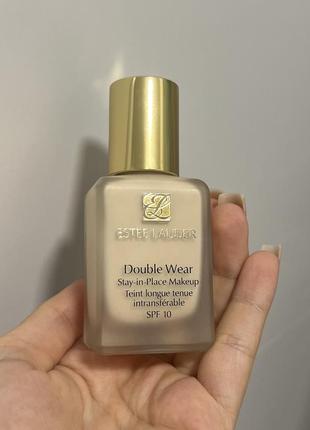 ESTĒE LAUDER
Double Wear
Stay-in-Place Makeup
Teint longue tenue
intransférable
SPF 10